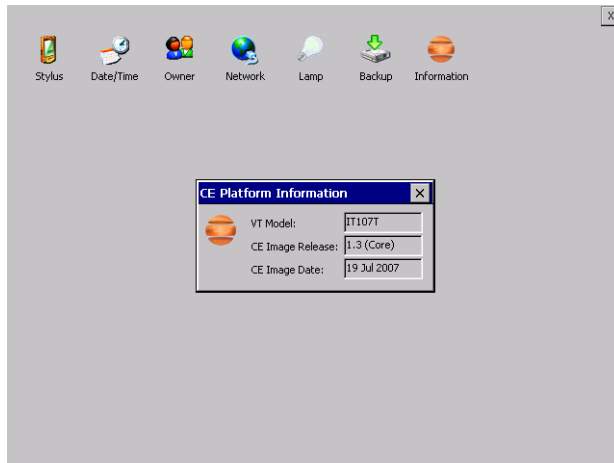 X
Stylus Date/Time Owner Network Lamp Backup Information
CE Platform Information
VT Model: IT107T
CE Image Release: 1.3 (Core)
CE Image Date: 19 Jul 2007